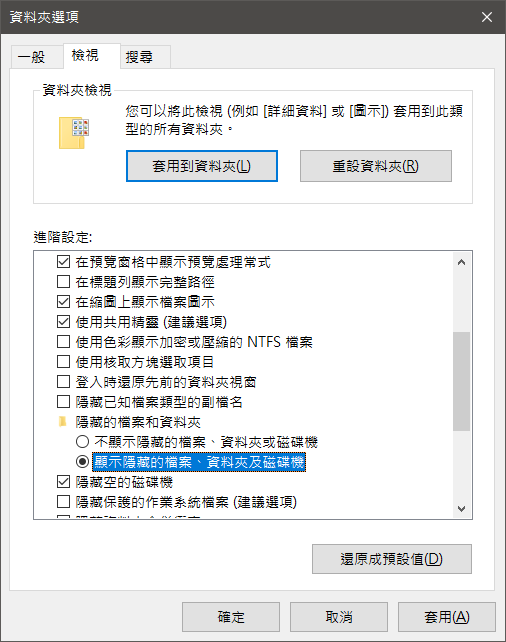 資料夾選項
一般
檢視
搜尋
資料夾檢視
您可以將此檢視 (例如 [詳細資料] 或 [圖示]) 套用到此類
型的所有資料夾。
套用到資料夾(L)
重設資料夾(R)
進階設定:
在預覽窗格中顯示預覽處理常式
在標題列顯示完整路徑
在縮圖上顯示檔案圖示
使用共用精靈 (建議選項)
使用色彩顯示加密或壓縮的 NTFS 檔案
使用核取方塊選取項目
登入時還原先前的資料夾視窗
隱藏已知檔案類型的副檔名
隱藏的檔案和資料夾
不顯示隱藏的檔案、資料夾或磁碟機
顯示隱藏的檔案、資料夾及磁碟機
隱藏空的磁碟機
隱藏保護的作業系統檔案 (建議選項)
還原成預設值(D)
確定
取消
套用(A)